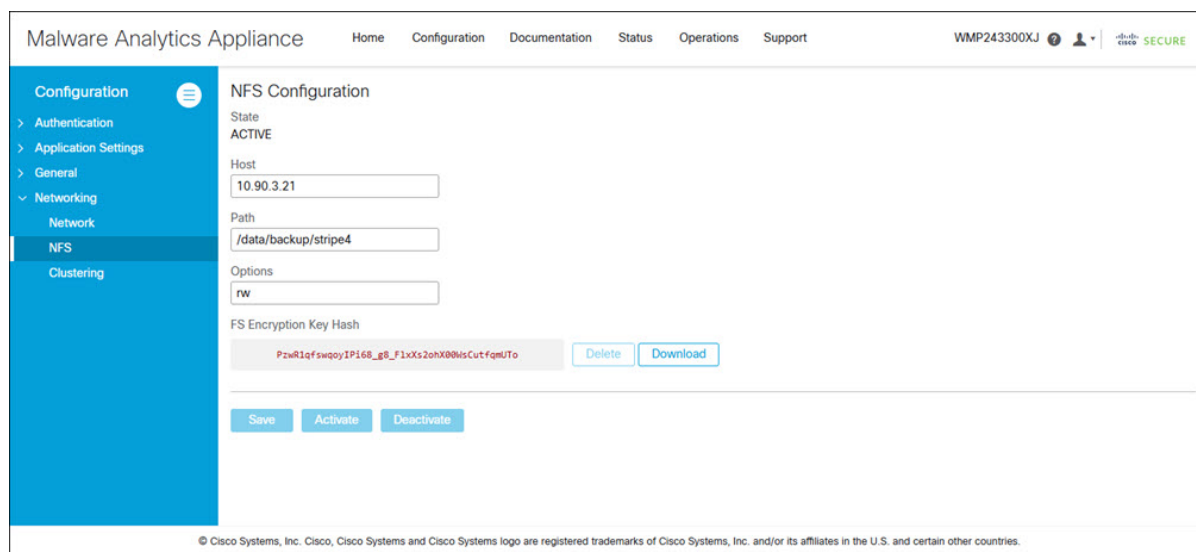 Malware Analytics Appliance
Home Configuration Documentation Status Operations Support
WMP243300XJ ? cisco SECURE
Configuration
Authentication
Application Settings
General
Networking
Network
NFS
Clustering
NFS Configuration
State
ACTIVE
Host
10.90.3.21
Path
/data/backup/stripe4
Options
rw
FS Encryption Key Hash
PzwR1qfswqoyIPi68_g8_FlxXs2ohX00WsCutfqmUTo
Delete Download
Save Activate Deactivate
© Cisco Systems, Inc. Cisco, Cisco Systems and Cisco Systems logo are registered trademarks of Cisco Systems, Inc. and/or its affiliates in the U.S. and certain other countries.